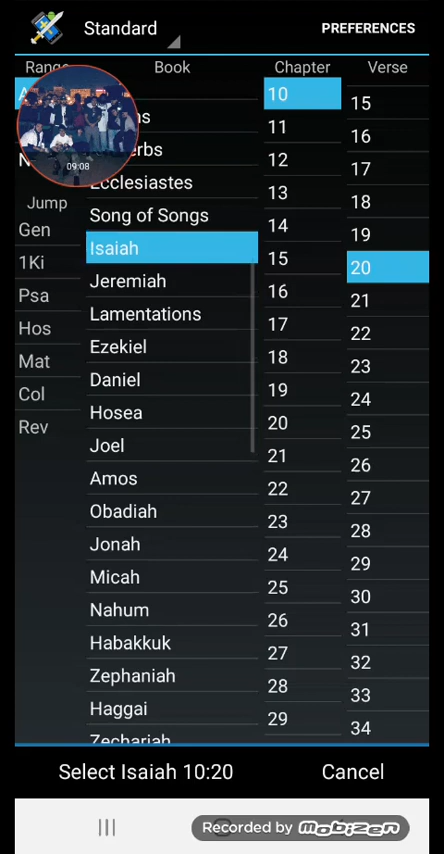 Standard
PREFERENCES
Range
Book
Chapter
Verse
Jump
Gen
1Ki
Psa
Hos
Mat
Col
Rev
Ecclesiastes
Song of Songs
Isaiah
Jeremiah
Lamentations
Ezekiel
Daniel
Hosea
Joel
Amos
Obadiah
Jonah
Micah
Nahum
Habakkuk
Zephaniah
Haggai
Zechariah
10
11
12
13
14
15
16
17
18
19
20
21
22
23
24
25
26
27
28
29
15
16
17
18
19
20
21
22
23
24
25
26
27
28
29
30
31
32
33
34
09:08
Select Isaiah 10:20
Cancel
Recorded by MOBIZEN